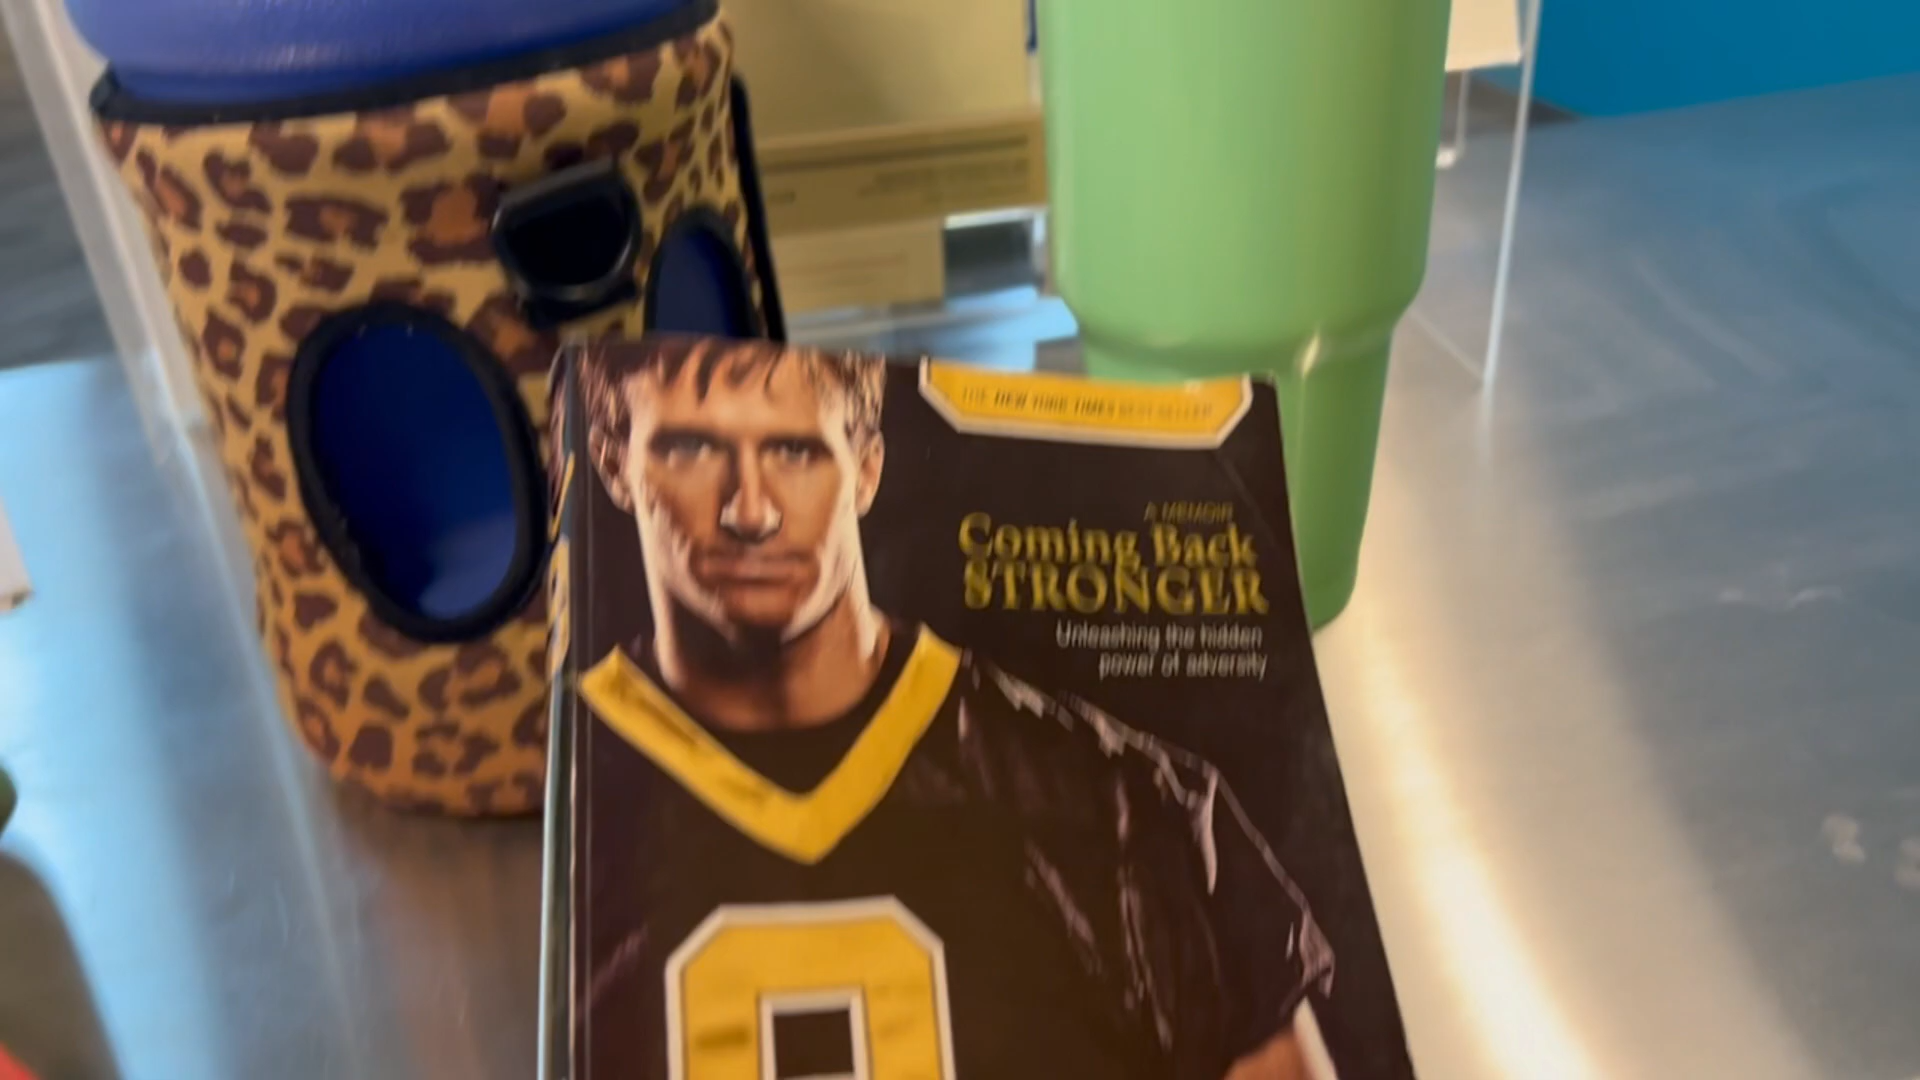 THE NEW YORK TIMES BESTSELLER
A MEMOIR
Coming Back
STRONGER
Unleashing the hidden
power of adversity